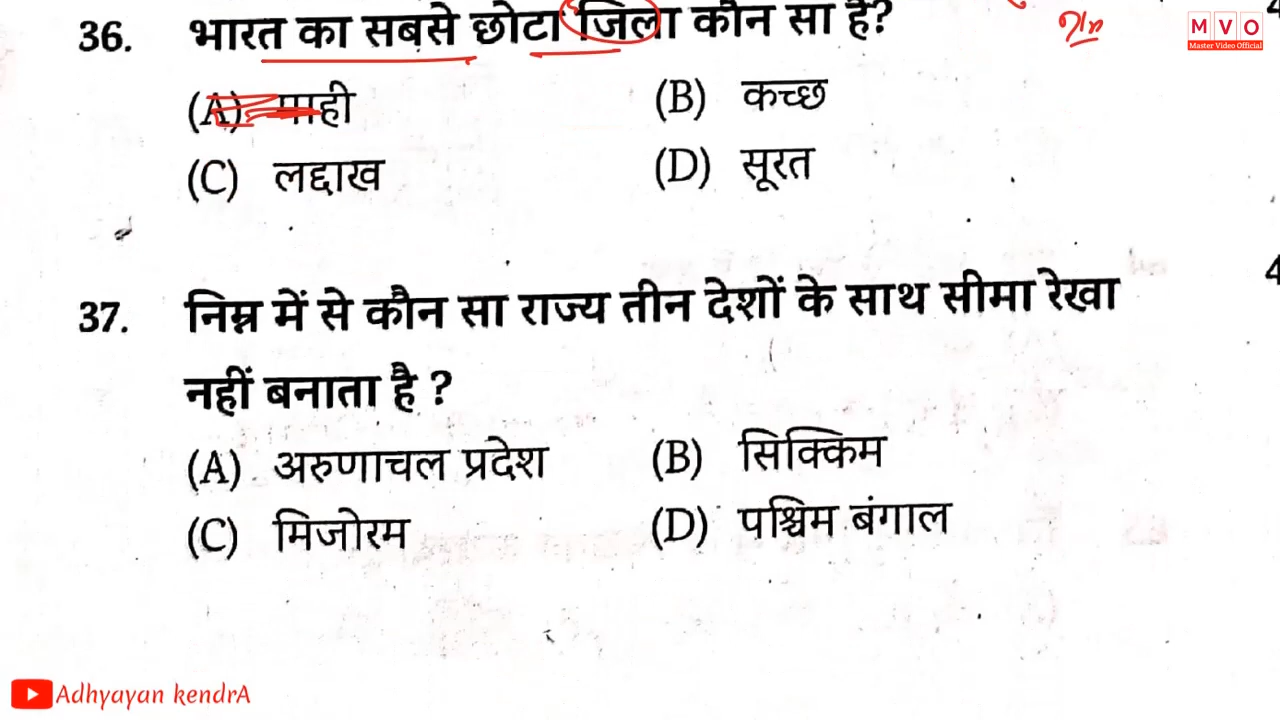 36. भारत का सबसे छोटा जिला कौन सा है?
M V O
Master Video Official
(A) माही (B) कच्छ
(C) लद्दाख (D) सूरत
37. निम्न में से कौन सा राज्य तीन देशों के साथ सीमा रेखा
नहीं बनाता है ?
(A) अरुणाचल प्रदेश (B) सिक्किम
(C) मिजोरम (D) पश्चिम बंगाल
Adhyayan kendrA